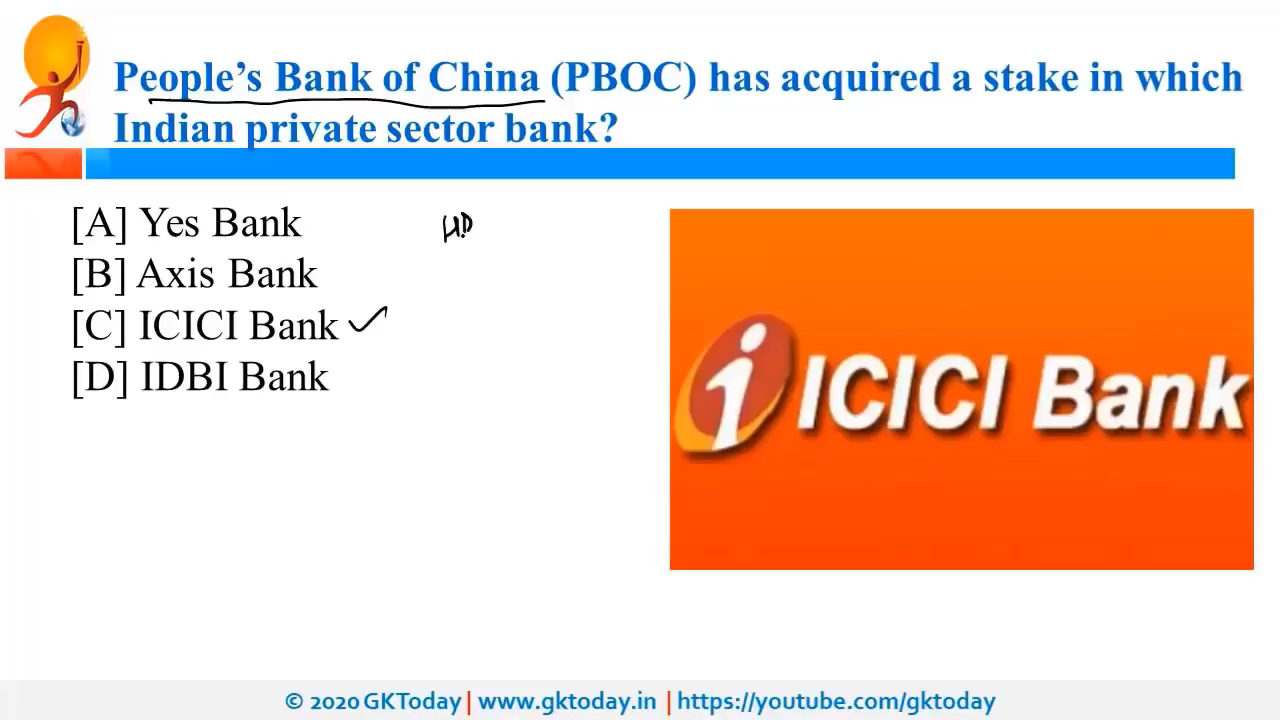 People's Bank of China (PBOC) has acquired a stake in which
Indian private sector bank?
[A] Yes Bank
[B] Axis Bank
[C] ICICI Bank
[D] IDBI Bank
i ICICI Bank
© 2020 GKToday | www.gktoday.in | https://youtube.com/gktoday